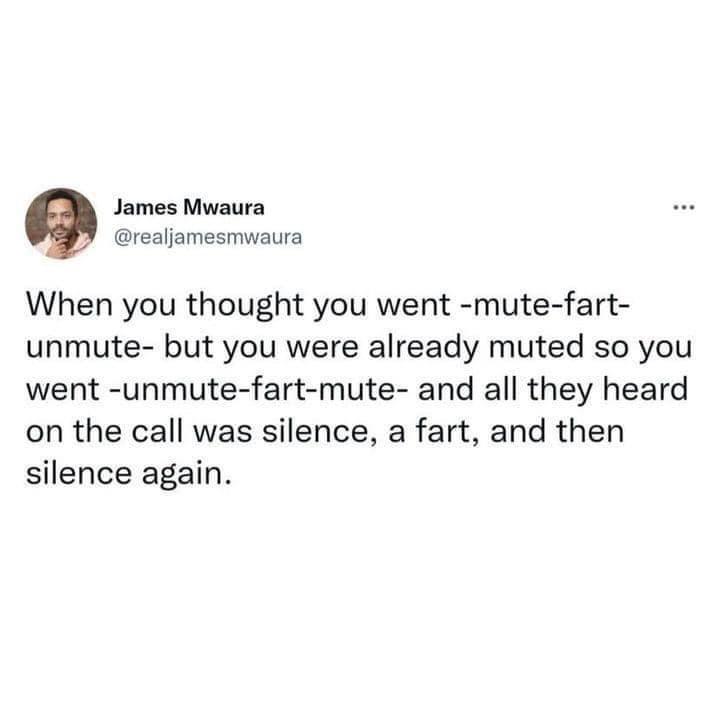 James Mwaura
@realjamesmwaura
When you thought you went -mute-fart-
unmute- but you were already muted so you
went -unmute-fart-mute- and all they heard
on the call was silence, a fart, and then
silence again.